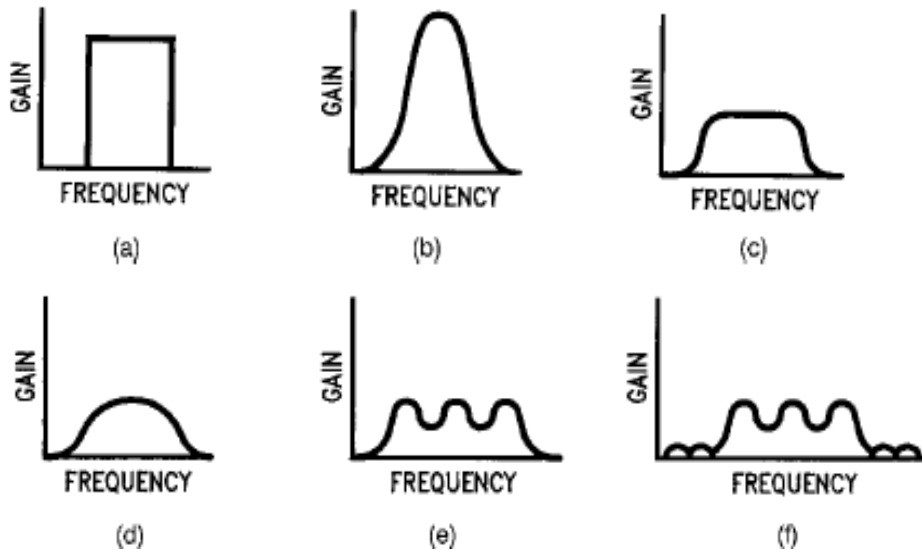 GAIN
FREQUENCY
(a)
GAIN
FREQUENCY
(b)
GAIN
FREQUENCY
(c)
GAIN
FREQUENCY
(d)
GAIN
FREQUENCY
(e)
GAIN
FREQUENCY
(f)